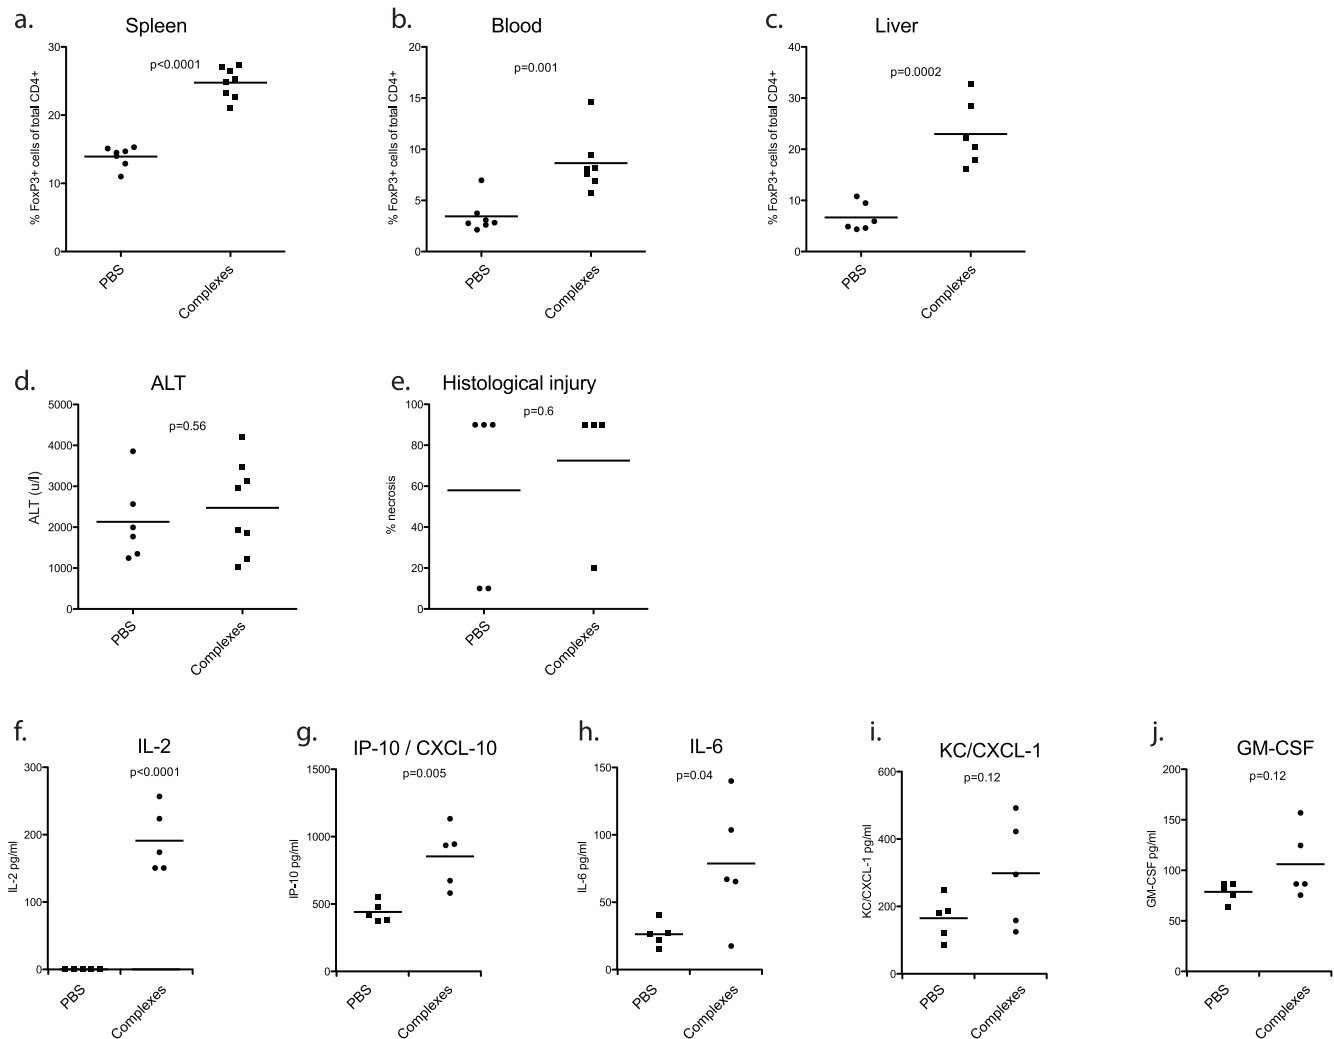 a.
Spleen
% FoxP3+ cells of total CD4+
30
20
10
0
p<0.0001
PBS
Complexes
b.
Blood
% FoxP3+ cells of total CD4+
20
15
10
5
0
p=0.001
PBS
Complexes
c.
Liver
% FoxP3+ cells of total CD4+
40
30
20
10
0
p=0.0002
PBS
Complexes
d.
ALT
ALT (u/l)
5000
4000
3000
2000
1000
0
p=0.56
PBS
Complexes
e.
Histological injury
% necrosis
100
80
60
40
20
0
p=0.6
PBS
Complexes
f.
IL-2
IL-2 pg/ml
300
200
100
0
p<0.0001
PBS
Complexes
g.
IP-10 / CXCL-10
IP-10 pg/ml
1500
1000
500
0
p=0.005
PBS
Complexes
h.
IL-6
IL-6 pg/ml
150
100
50
0
p=0.04
PBS
Complexes
i.
KC/CXCL-1
KC/CXCL-1 pg/ml
600
400
200
0
p=0.12
PBS
Complexes
j.
GM-CSF
GM-CSF pg/ml
200
150
100
50
0
p=0.12
PBS
Complexes